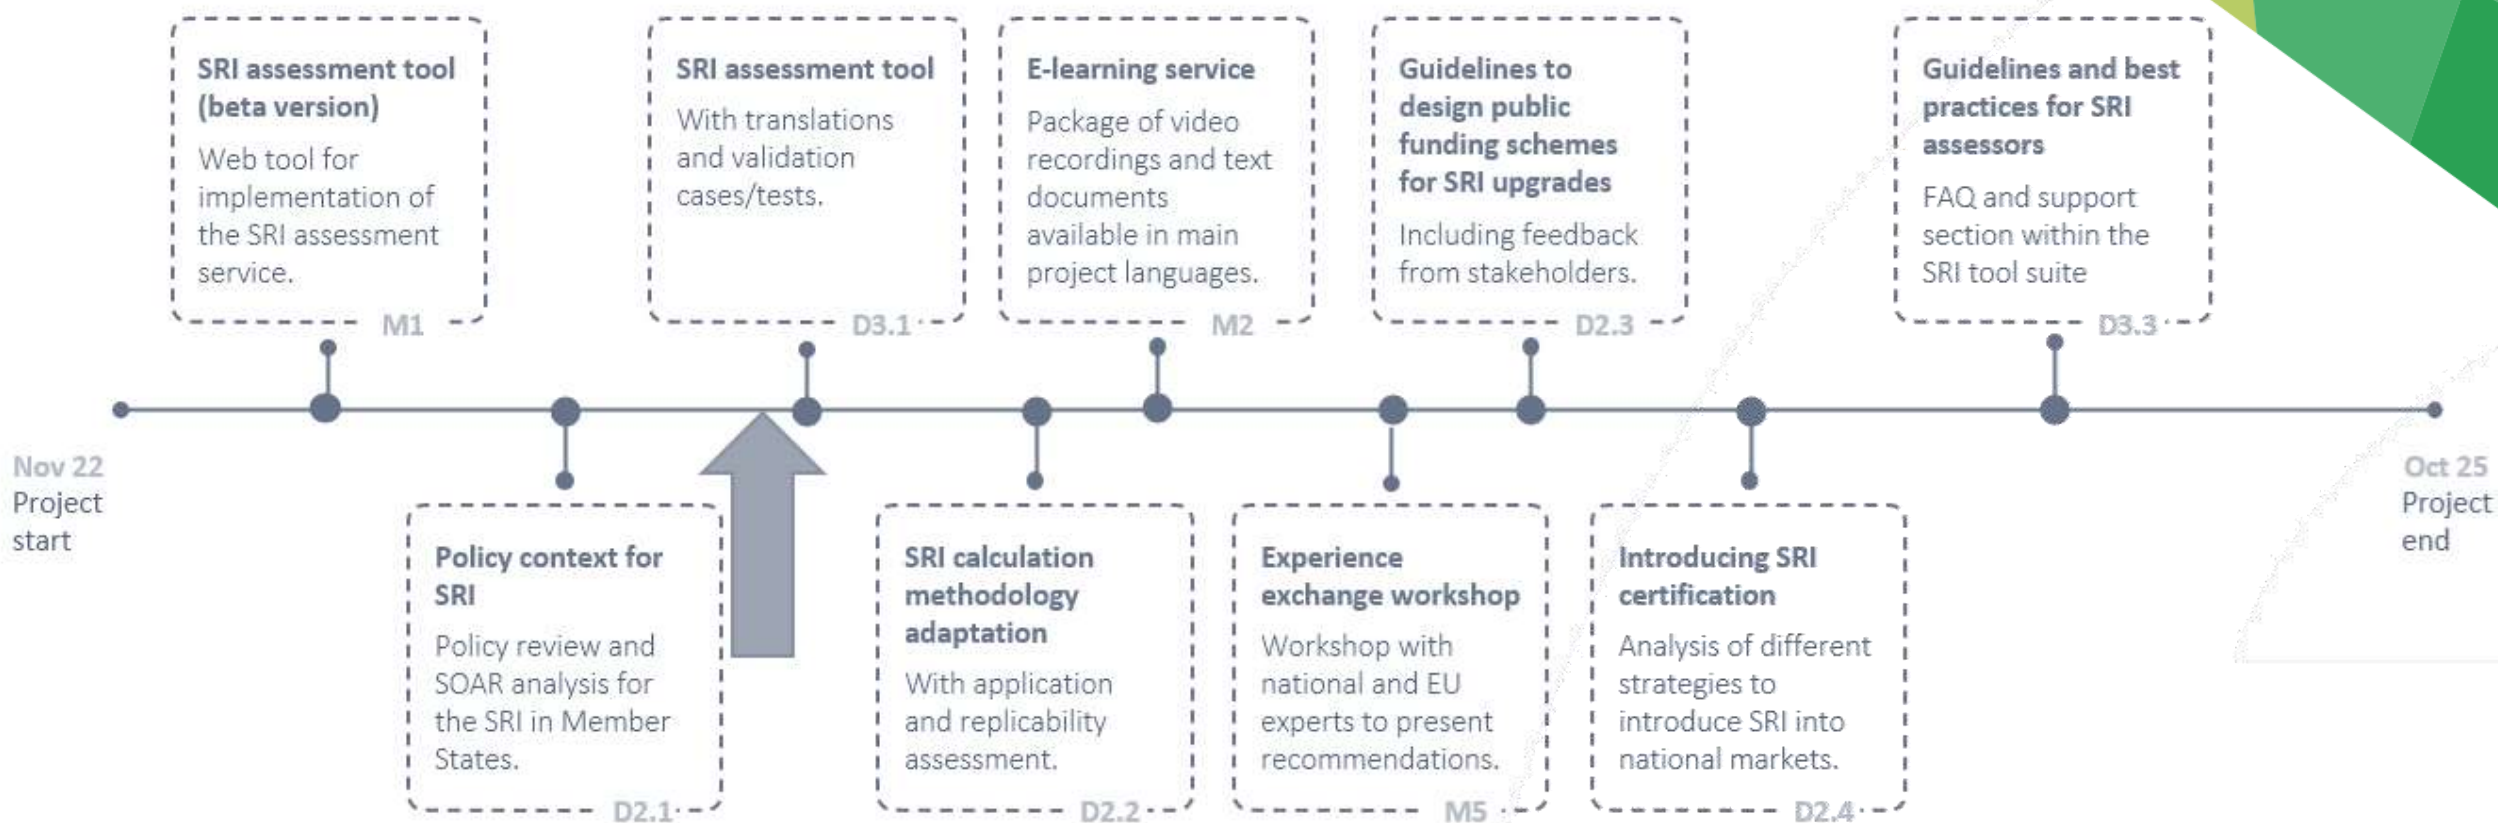 SRI assessment tool
(beta version)
Web tool for
implementation of
the SRI assessment
service.
M1
SRI assessment tool
With translations
and validation
cases/tests.
D3.1
E-learning service
Package of video
recordings and text
documents
available in main
project languages.
M2
Guidelines to
design public
funding schemes
for SRI upgrades
Including feedback
from stakeholders.
D2.3
Guidelines and best
practices for SRI
assessors
FAQ and support
section within the
SRI tool suite
D3.3
Nov 22
Project
start
Oct 25
Project
end
Policy context for
SRI
Policy review and
SOAR analysis for
the SRI in Member
States.
D2.1
SRI calculation
methodology
adaptation
With application
and replicability
assessment.
D2.2
Experience
exchange workshop
Workshop with
national and EU
experts to present
recommendations.
M5
Introducing SRI
certification
Analysis of different
strategies to
introduce SRI into
national markets.
D2.4